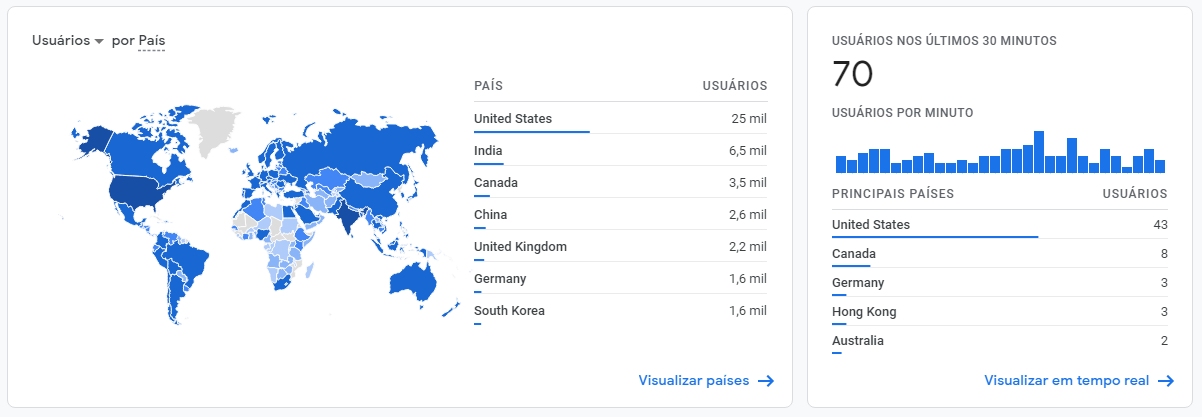 Usuários por País
PAÍS USUÁRIOS
United States 25 mil
India 6,5 mil
Canada 3,5 mil
China 2,6 mil
United Kingdom 2,2 mil
Germany 1,6 mil
South Korea 1,6 mil
Visualizar países
USUÁRIOS NOS ÚLTIMOS 30 MINUTOS
70
USUÁRIOS POR MINUTO
PRINCIPAIS PAÍSES USUÁRIOS
United States 43
Canada 8
Germany 3
Hong Kong 3
Australia 2
Visualizar em tempo real